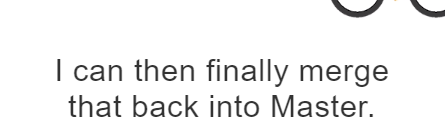 I can then finally merge
that back into Master.